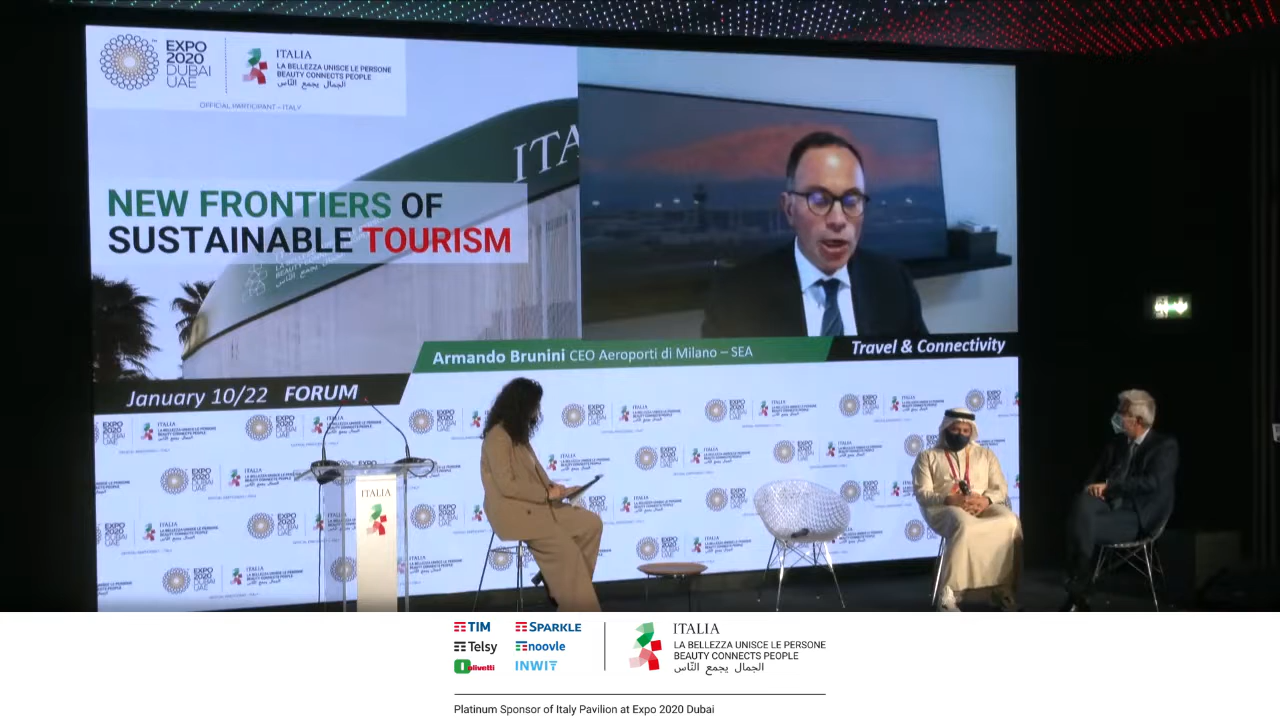 EXPO
2020
DUBAI
UAE
ITALIA
LA BELLEZZA UNISCE LE PERSONE
BEAUTY CONNECTS PEOPLE
الجمال يجمع النّاس
OFFICIAL PARTICIPANT - ITALY
ITA
NEW FRONTIERS OF
SUSTAINABLE TOURISM
Armando Brunini CEO Aeroporti di Milano – SEA
Travel & Connectivity
January 10/22 FORUM
ITALIA
TIM
SPARKLE
Telsy
noovle
olivetti
INWIT
ITALIA
LA BELLEZZA UNISCE LE PERSONE
BEAUTY CONNECTS PEOPLE
الجمال يجمع النّاس
Platinum Sponsor of Italy Pavilion at Expo 2020 Dubai